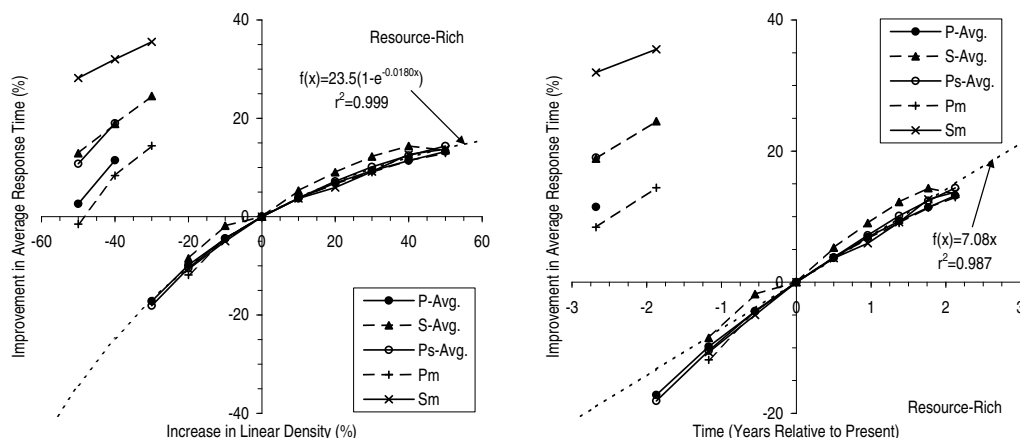 40
20
0
-20
-40
-60
-40
-20
0
20
40
60
Improvement in Average Response Time (%)
Increase in Linear Density (%)
Resource-Rich
f(x)=23.5(1-e^-0.0180x)
r²=0.999
P-Avg.
S-Avg.
Ps-Avg.
Pm
Sm
40
20
0
-20
-3
-2
-1
0
1
2
3
Improvement in Average Response Time (%)
Time (Years Relative to Present)
P-Avg.
S-Avg.
Ps-Avg.
Pm
Sm
f(x)=7.08x
r²=0.987
Resource-Rich